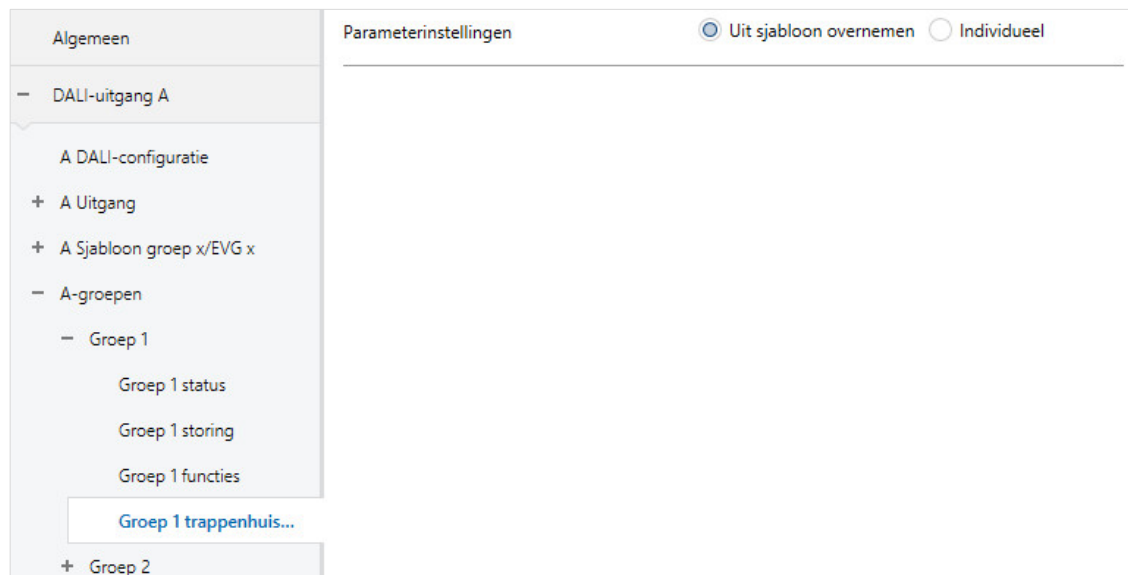 Algemeen
Parameterinstellingen
Uit sjabloon overnemen
Individueel
DALI-uitgang A
A DALI-configuratie
A Uitgang
A Sjabloon groep x/EVG x
A-groepen
Groep 1
Groep 1 status
Groep 1 storing
Groep 1 functies
Groep 1 trappenhuis...
Groep 2